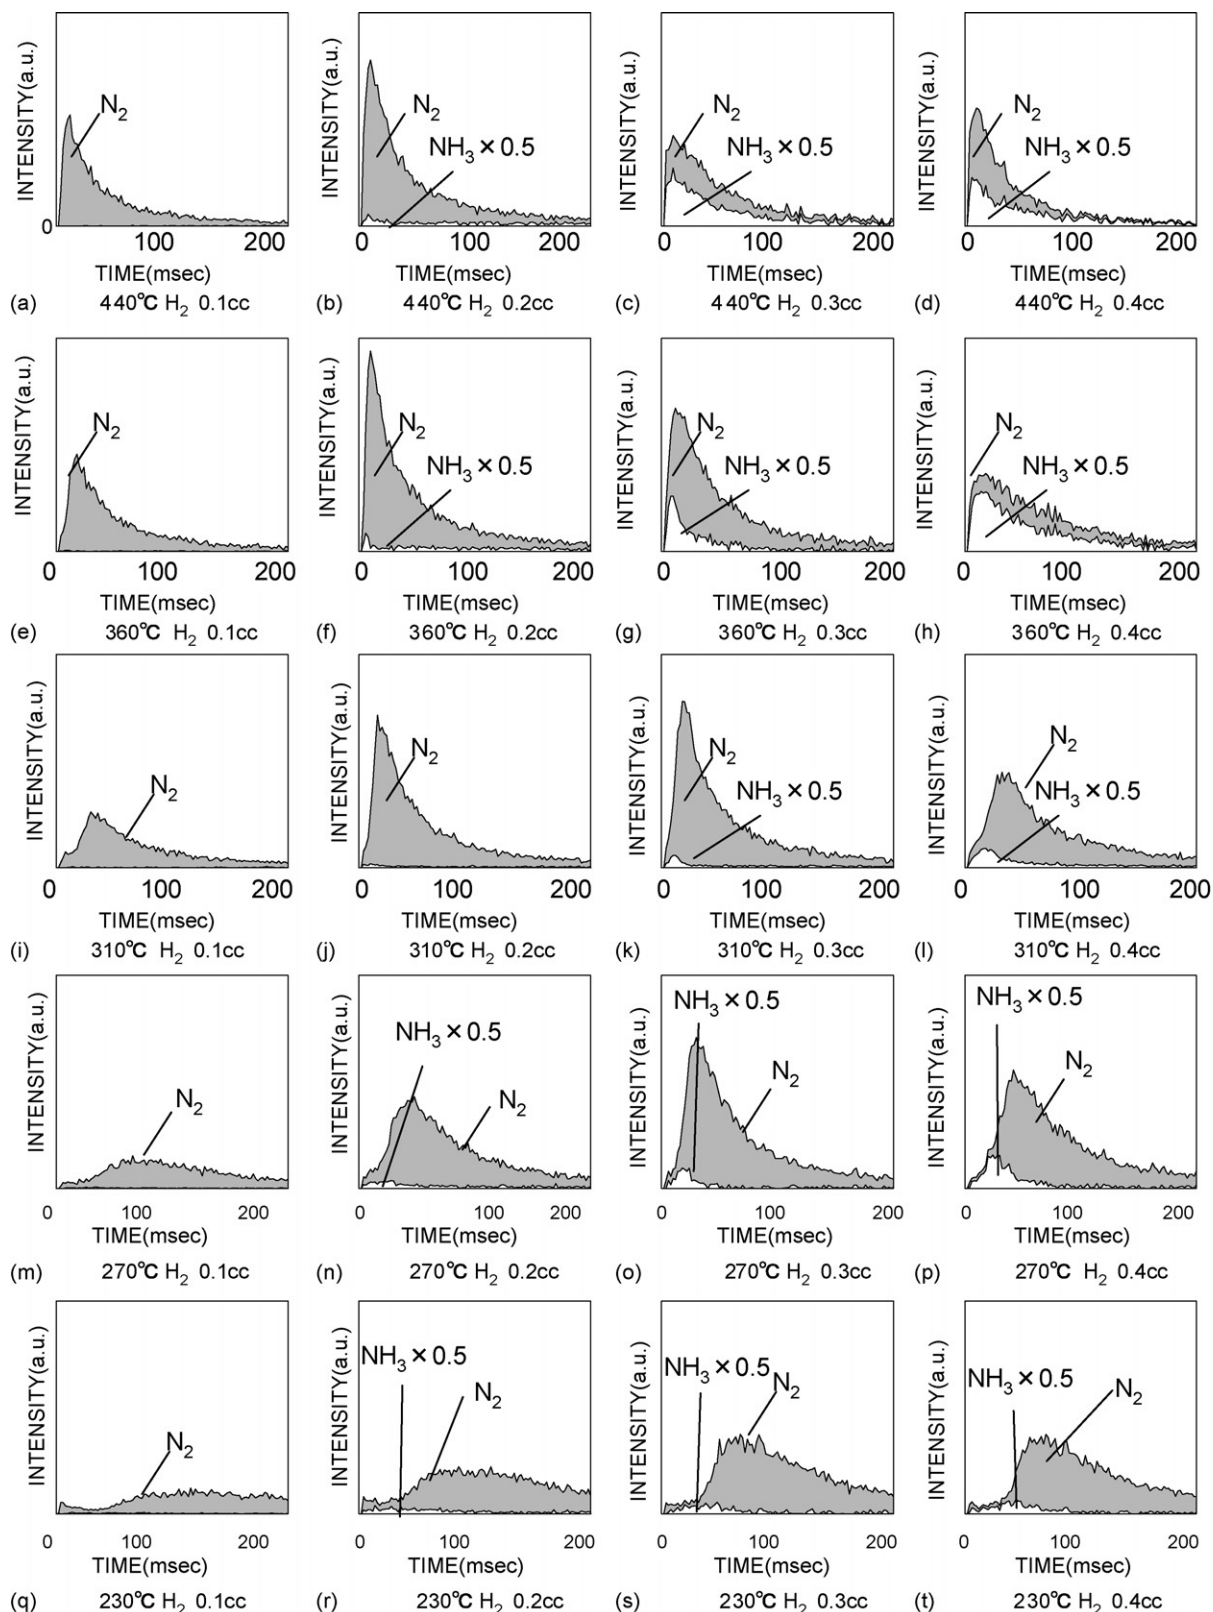 INTENSITY(a.u.)
N2
0
100
200
TIME(msec)
(a) 440℃ H2 0.1cc
INTENSITY(a.u.)
N2
NH3 × 0.5
0
100
200
TIME(msec)
(b) 440℃ H2 0.2cc
INTENSITY(a.u.)
N2
NH3 × 0.5
0
100
200
TIME(msec)
(c) 440℃ H2 0.3cc
INTENSITY(a.u.)
N2
NH3 × 0.5
0
100
200
TIME(msec)
(d) 440℃ H2 0.4cc
INTENSITY(a.u.)
N2
0
100
200
TIME(msec)
(e) 360℃ H2 0.1cc
INTENSITY(a.u.)
N2
NH3 × 0.5
0
100
200
TIME(msec)
(f) 360℃ H2 0.2cc
INTENSITY(a.u.)
N2
NH3 × 0.5
0
100
200
TIME(msec)
(g) 360℃ H2 0.3cc
INTENSITY(a.u.)
N2
NH3 × 0.5
0
100
200
TIME(msec)
(h) 360℃ H2 0.4cc
INTENSITY(a.u.)
N2
0
100
200
TIME(msec)
(i) 310℃ H2 0.1cc
INTENSITY(a.u.)
N2
0
100
200
TIME(msec)
(j) 310℃ H2 0.2cc
INTENSITY(a.u.)
N2
NH3 × 0.5
0
100
200
TIME(msec)
(k) 310℃ H2 0.3cc
INTENSITY(a.u.)
N2
NH3 × 0.5
0
100
200
TIME(msec)
(l) 310℃ H2 0.4cc
INTENSITY(a.u.)
N2
0
100
200
TIME(msec)
(m) 270℃ H2 0.1cc
INTENSITY(a.u.)
NH3 × 0.5
N2
0
100
200
TIME(msec)
(n) 270℃ H2 0.2cc
INTENSITY(a.u.)
NH3 × 0.5
N2
0
100
200
TIME(msec)
(o) 270℃ H2 0.3cc
INTENSITY(a.u.)
NH3 × 0.5
N2
0
100
200
TIME(msec)
(p) 270℃ H2 0.4cc
INTENSITY(a.u.)
N2
0
100
200
TIME(msec)
(q) 230℃ H2 0.1cc
INTENSITY(a.u.)
NH3 × 0.5
N2
0
100
200
TIME(msec)
(r) 230℃ H2 0.2cc
INTENSITY(a.u.)
NH3 × 0.5
N2
0
100
200
TIME(msec)
(s) 230℃ H2 0.3cc
INTENSITY(a.u.)
NH3 × 0.5
N2
0
100
200
TIME(msec)
(t) 230℃ H2 0.4cc